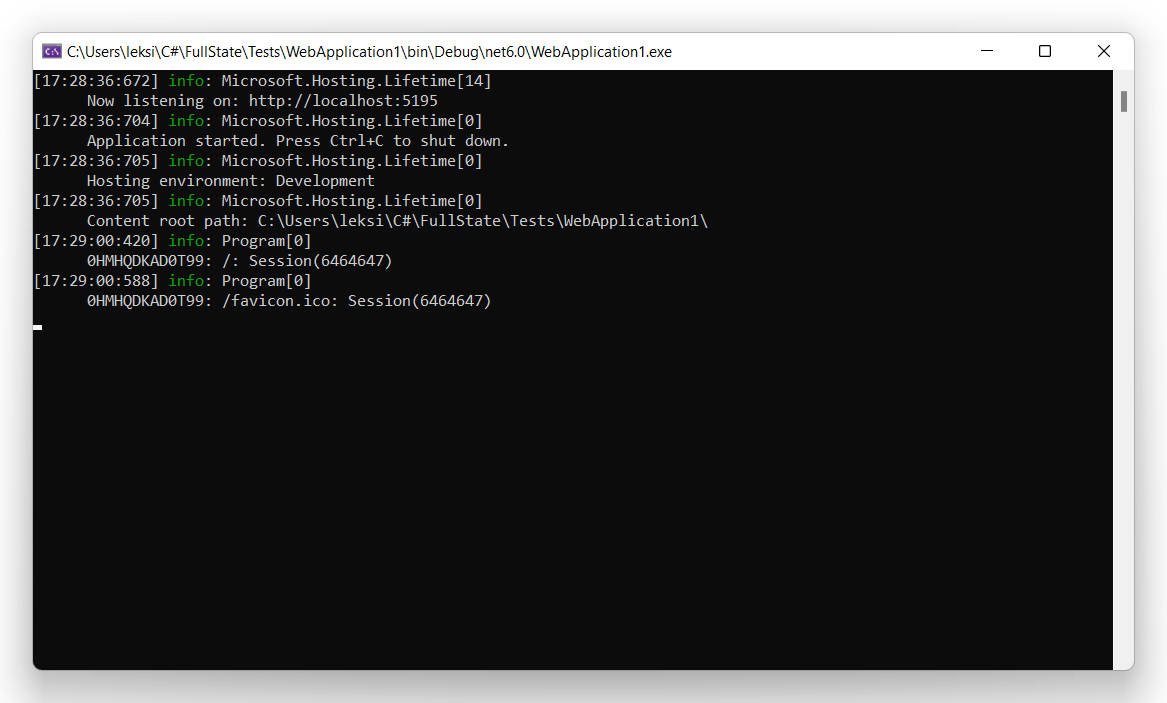 C:\Users\leksi\C#\FullState\Tests\WebApplication1\bin\Debug\net6.0\WebApplication1.exe
[17:28:36:672] info: Microsoft.Hosting.Lifetime[14]
Now listening on: http://localhost:5195
[17:28:36:704] info: Microsoft.Hosting.Lifetime[0]
Application started. Press Ctrl+C to shut down.
[17:28:36:705] info: Microsoft.Hosting.Lifetime[0]
Hosting environment: Development
[17:28:36:705] info: Microsoft.Hosting.Lifetime[0]
Content root path: C:\Users\leksi\C#\FullState\Tests\WebApplication1\
[17:29:00:420] info: Program[0]
0HMHQDKAD0T99: /: Session(6464647)
[17:29:00:588] info: Program[0]
0HMHQDKAD0T99: /favicon.ico: Session(6464647)